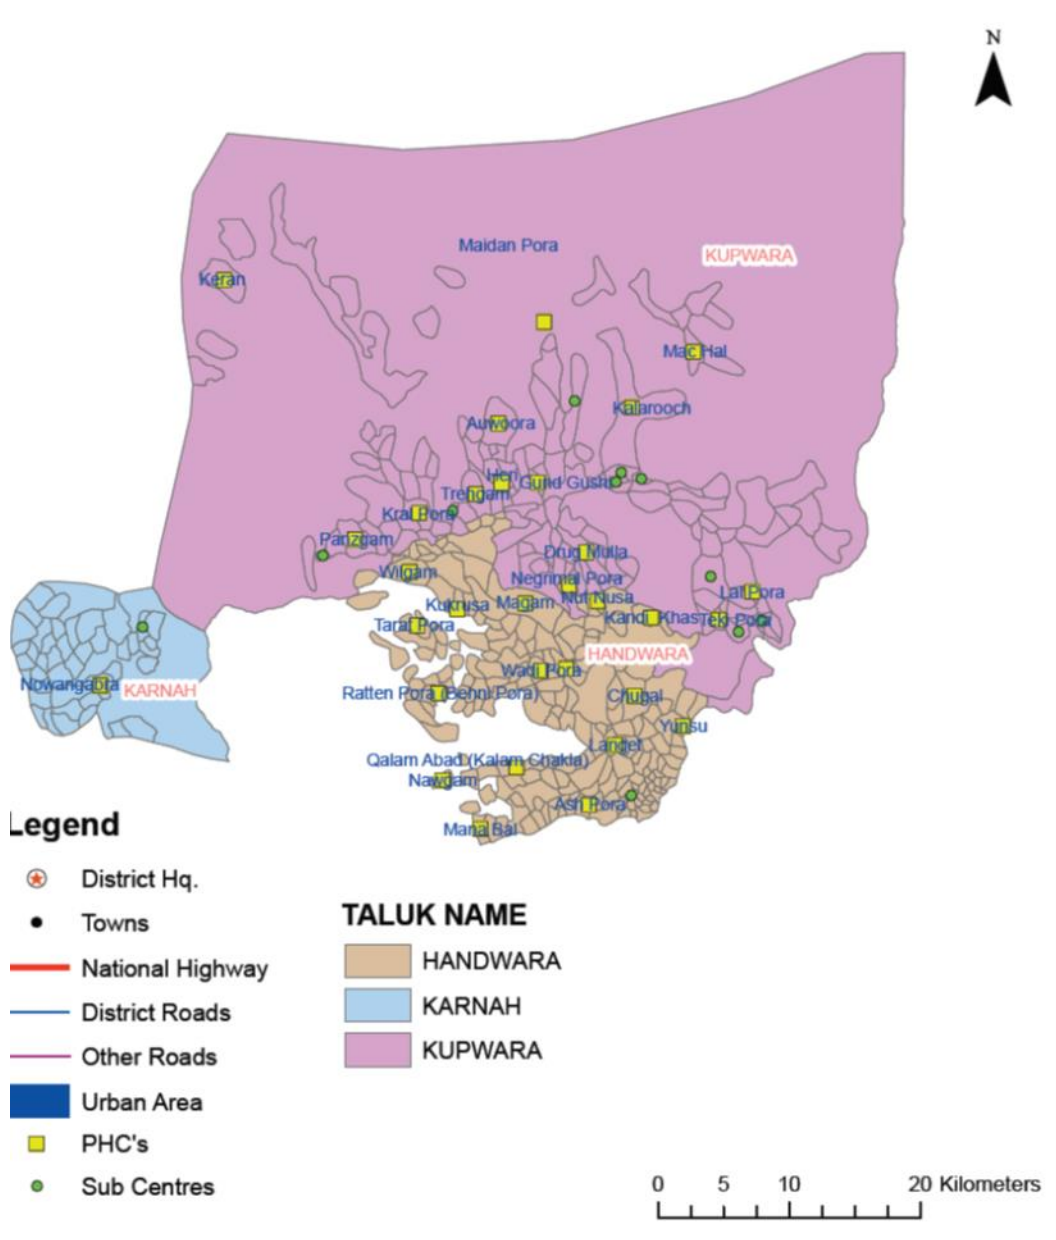 N
Maidan Pora
KUPWARA
Keran
Mac Hal
Kalarooch
Auwoora
Heri
Gund Gushi
Trehgam
Kral Pora
Panzgam
Drug Mulla
Wilgam
Negrimal Pora
Lal Pora
Nut Nusa
Magam
Kuknusa
Kandi Khas
Teki Pora
Tarat Pora
HANDWARA
Wadi Pora
Nowangabra
KARNAH
Ratten Pora (Behni Pora)
Chugal
Yunsu
Langet
Qalam Abad (Kalam Chakla)
Nawgam
Ash Pora
Mana Bal
Legend
District Hq.
Towns
National Highway
District Roads
Other Roads
Urban Area
PHC's
Sub Centres
TALUK NAME
HANDWARA
KARNAH
KUPWARA
0 5 10 20 Kilometers